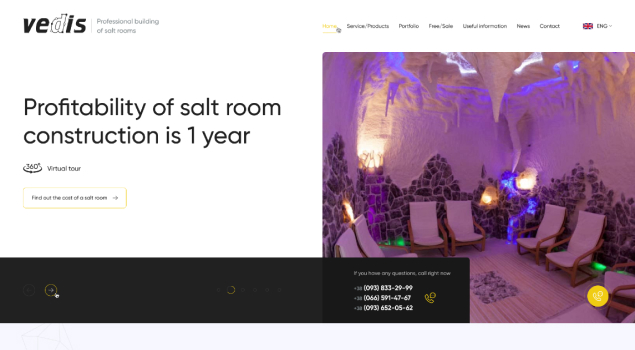 vedis
Professional building
of salt rooms
Home Service/Products Portfolio Free/Sale Useful information News Contact ENG
Profitability of salt room
construction is 1 year
360° Virtual tour
Find out the cost of a salt room
If you have any questions, call right now
+38 (093) 833-29-99
+38 (066) 591-47-67
+38 (093) 652-05-62